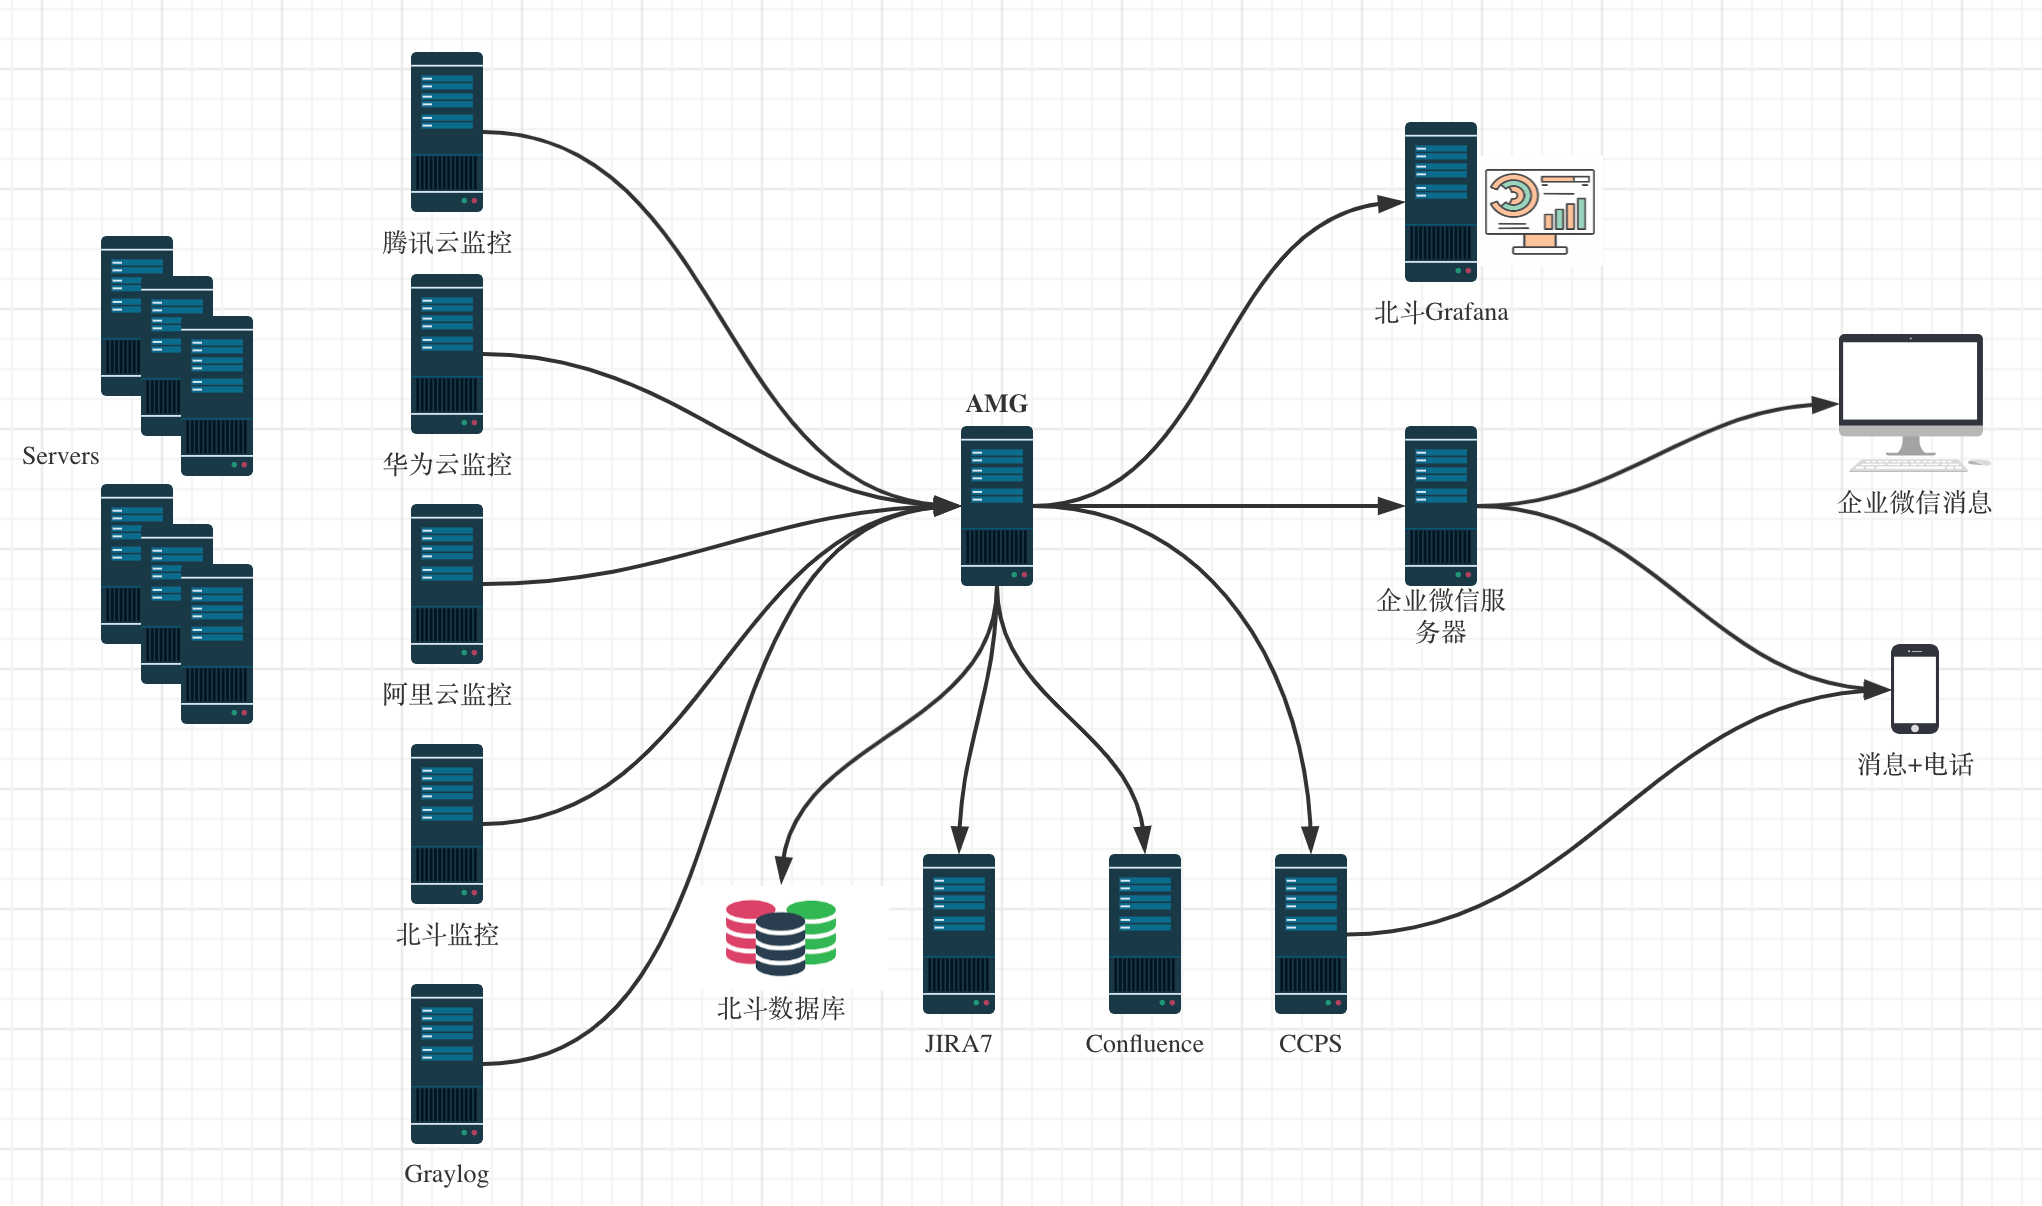 腾讯云监控
Servers
华为云监控
阿里云监控
北斗监控
Graylog
AMG
北斗数据库
JIRA7
Confluence
CCPS
北斗Grafana
企业微信服
务器
企业微信消息
消息+电话